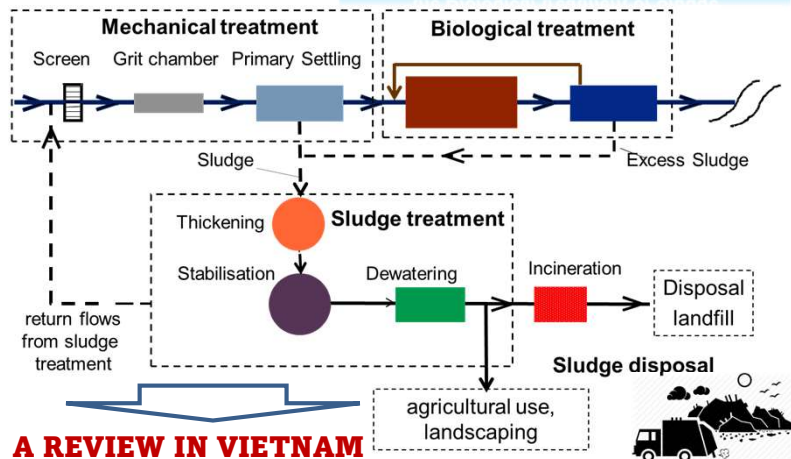 Mechanical treatment
Biological treatment
Screen
Grit chamber
Primary Settling
Sludge
Excess Sludge
Thickening
Sludge treatment
Stabilisation
Dewatering
Incineration
Disposal
landfill
return flows
from sludge
treatment
Sludge disposal
agricultural use,
landscaping
A REVIEW IN VIETNAM